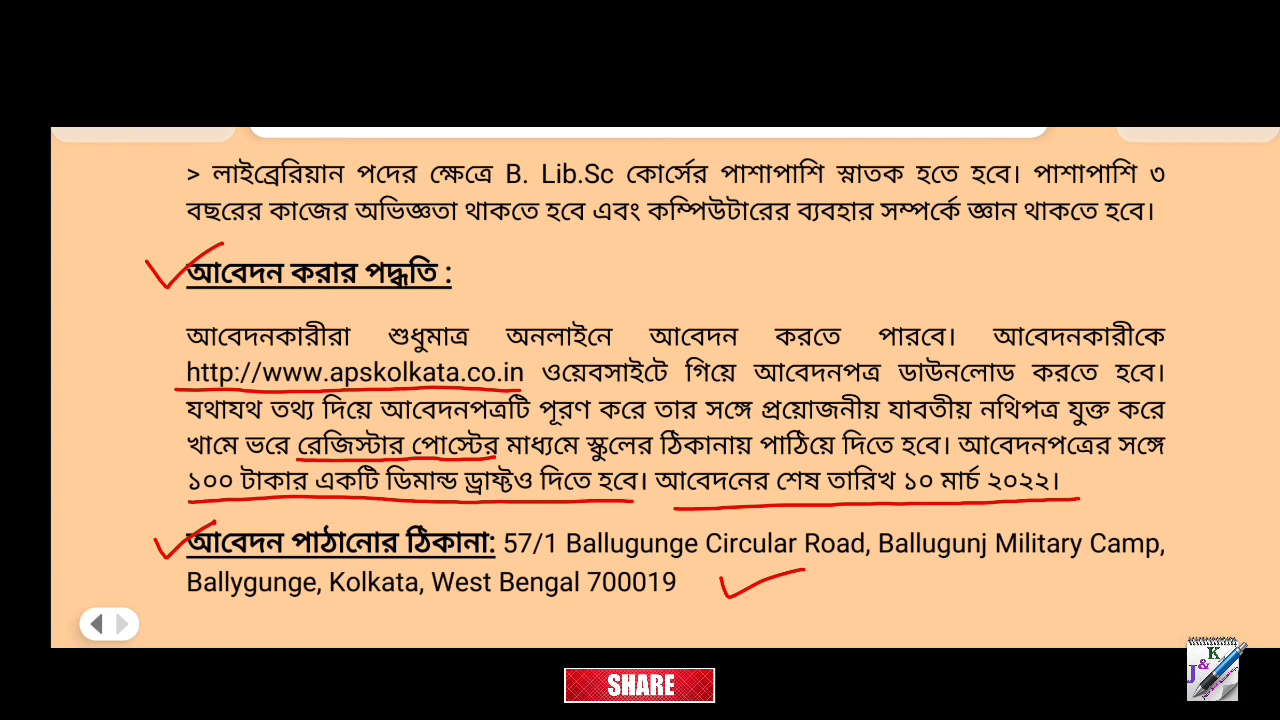 > লাইব্রেরিয়ান পদের ক্ষেত্রে B. Lib.Sc কোর্সের পাশাপাশি স্নাতক হতে হবে। পাশাপাশি ৩
বছরের কাজের অভিজ্ঞতা থাকতে হবে এবং কম্পিউটারের ব্যবহার সম্পর্কে জ্ঞান থাকতে হবে।
আবেদন করার পদ্ধতি :
আবেদনকারীরা শুধুমাত্র অনলাইনে আবেদন করতে পারবে। আবেদনকারীকে
http://www.apskolkata.co.in ওয়েবসাইটে গিয়ে আবেদনপত্র ডাউনলোড করতে হবে।
যথাযথ তথ্য দিয়ে আবেদনপত্রটি পূরণ করে তার সঙ্গে প্রয়োজনীয় যাবতীয় নথিপত্র যুক্ত করে
খামে ভরে রেজিস্টার পোস্টের মাধ্যমে স্কুলের ঠিকানায় পাঠিয়ে দিতে হবে। আবেদনপত্রের সঙ্গে
১০০ টাকার একটি ডিমান্ড ড্রাফ্টও দিতে হবে। আবেদনের শেষ তারিখ ১০ মার্চ ২০২২।
আবেদন পাঠানোর ঠিকানা: 57/1 Ballugunge Circular Road, Ballugunj Military Camp,
Ballygunge, Kolkata, West Bengal 700019
J&K
SHARE